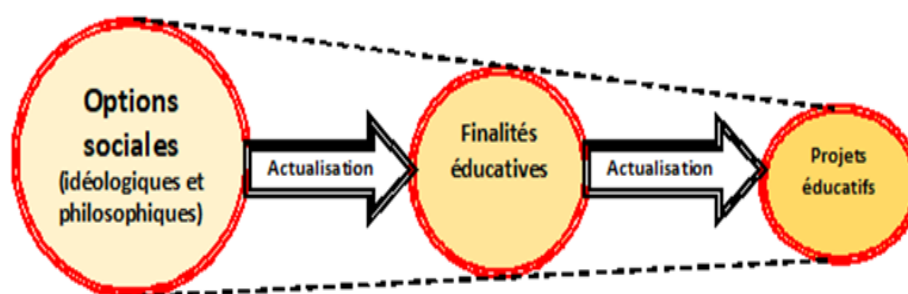 Options
sociales
(idéologiques et
philosophiques)
Actualisation
Finalités
éducatives
Actualisation
Projets
éducatifs